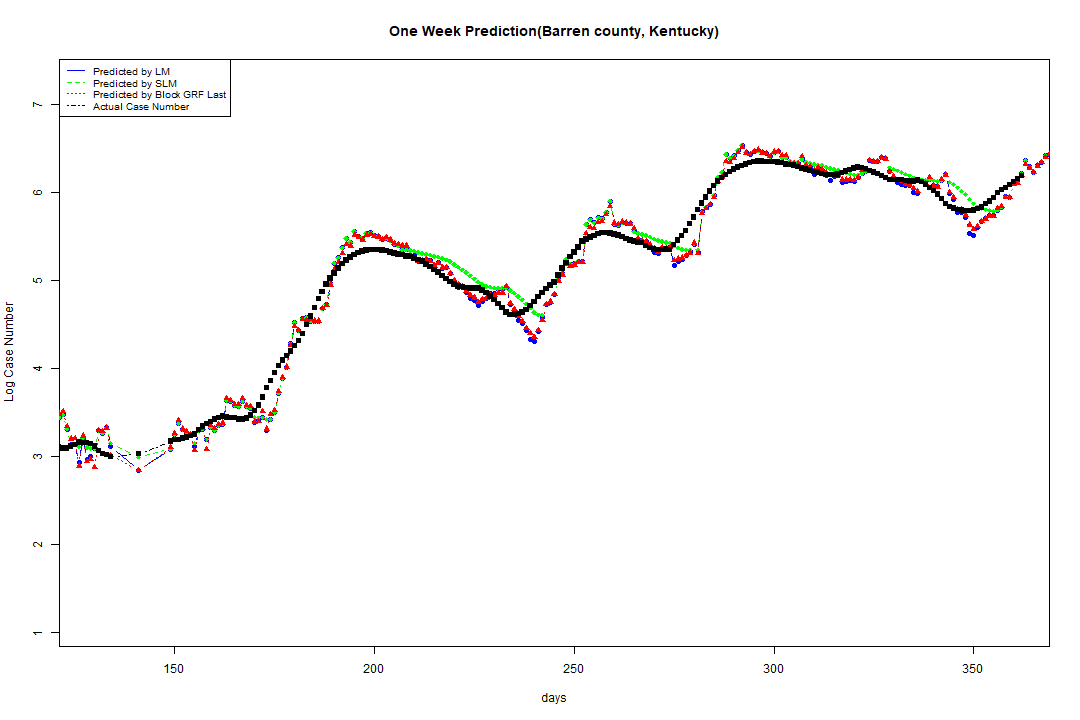 One Week Prediction(Barren county, Kentucky)
Predicted by LM
Predicted by SLM
Predicted by Block GRF Last
Actual Case Number
7
6
5
4
3
2
1
Log Case Number
150 200 250 300 350
days